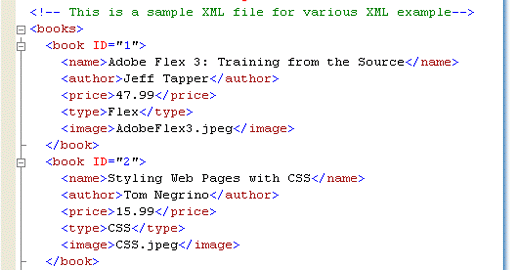 <!-- This is a sample XML file for various XML example-->
<books>
<book ID="1">
<name>Adobe Flex 3: Training from the Source</name>
<author>Jeff Tapper</author>
<price>47.99</price>
<type>Flex</type>
<image>AdobeFlex3.jpeg</image>
</book>
<book ID="2">
<name>Styling Web Pages with CSS</name>
<author>Tom Negrino</author>
<price>15.99</price>
<type>CSS</type>
<image>CSS.jpeg</image>
</book>